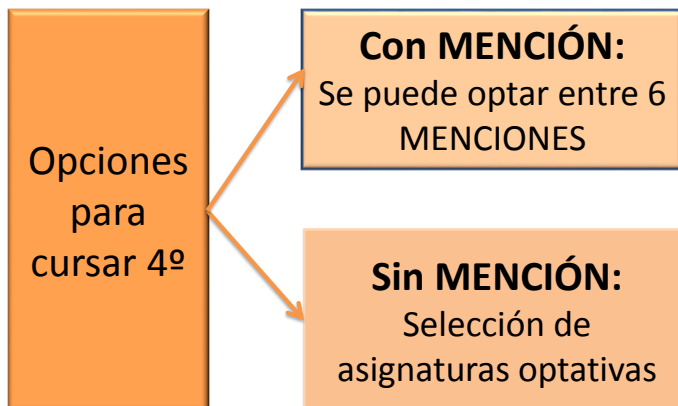 Opciones
para
cursar 4º
Con MENCIÓN:
Se puede optar entre 6
MENCIONES
Sin MENCIÓN:
Selección de
asignaturas optativas